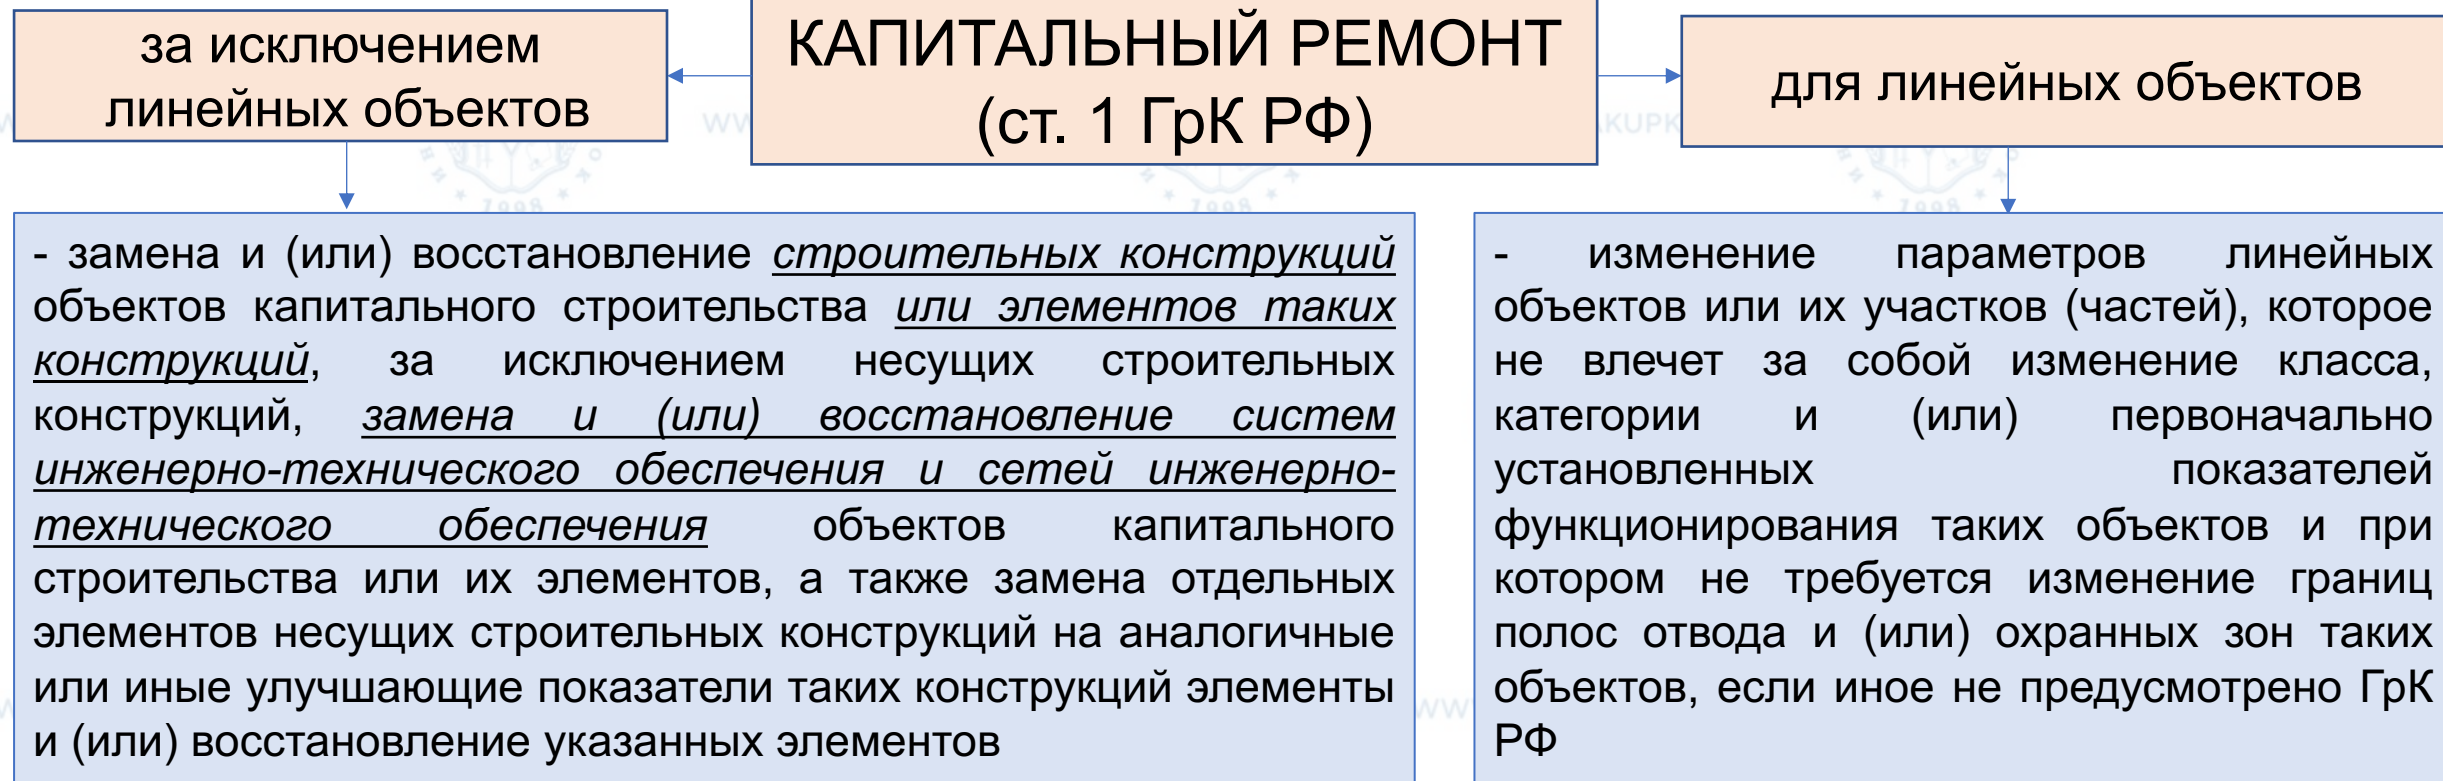 за исключением
линейных объектов
КАПИТАЛЬНЫЙ РЕМОНТ
(ст. 1 ГрК РФ)
для линейных объектов
- замена и (или) восстановление строительных конструкций
объектов капитального строительства или элементов таких
конструкций, за исключением несущих строительных
конструкций, замена и (или) восстановление систем
инженерно-технического обеспечения и сетей инженерно-
технического обеспечения объектов капитального
строительства или их элементов, а также замена отдельных
элементов несущих строительных конструкций на аналогичные
или иные улучшающие показатели таких конструкций элементы
и (или) восстановление указанных элементов
- изменение параметров линейных
объектов или их участков (частей), которое
не влечет за собой изменение класса,
категории и (или) первоначально
установленных показателей
функционирования таких объектов и при
котором не требуется изменение границ
полос отвода и (или) охранных зон таких
объектов, если иное не предусмотрено ГрК
РФ
1998
1998
1998